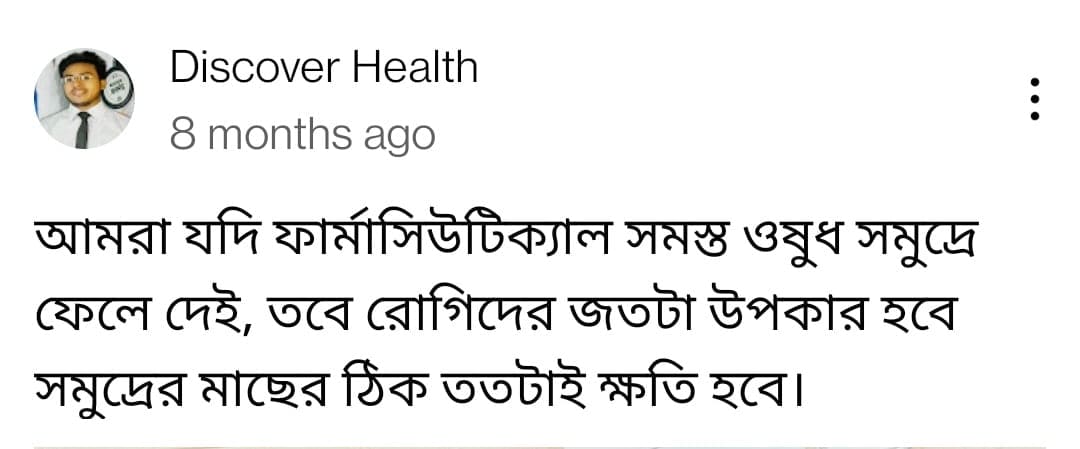 Discover Health
8 months ago
আমরা যদি ফার্মাসিউটিক্যাল সমস্ত ওষুধ সমুদ্রে
ফেলে দেই, তবে রোগিদের জতটা উপকার হবে
সমুদ্রের মাছের ঠিক ততটাই ক্ষতি হবে।